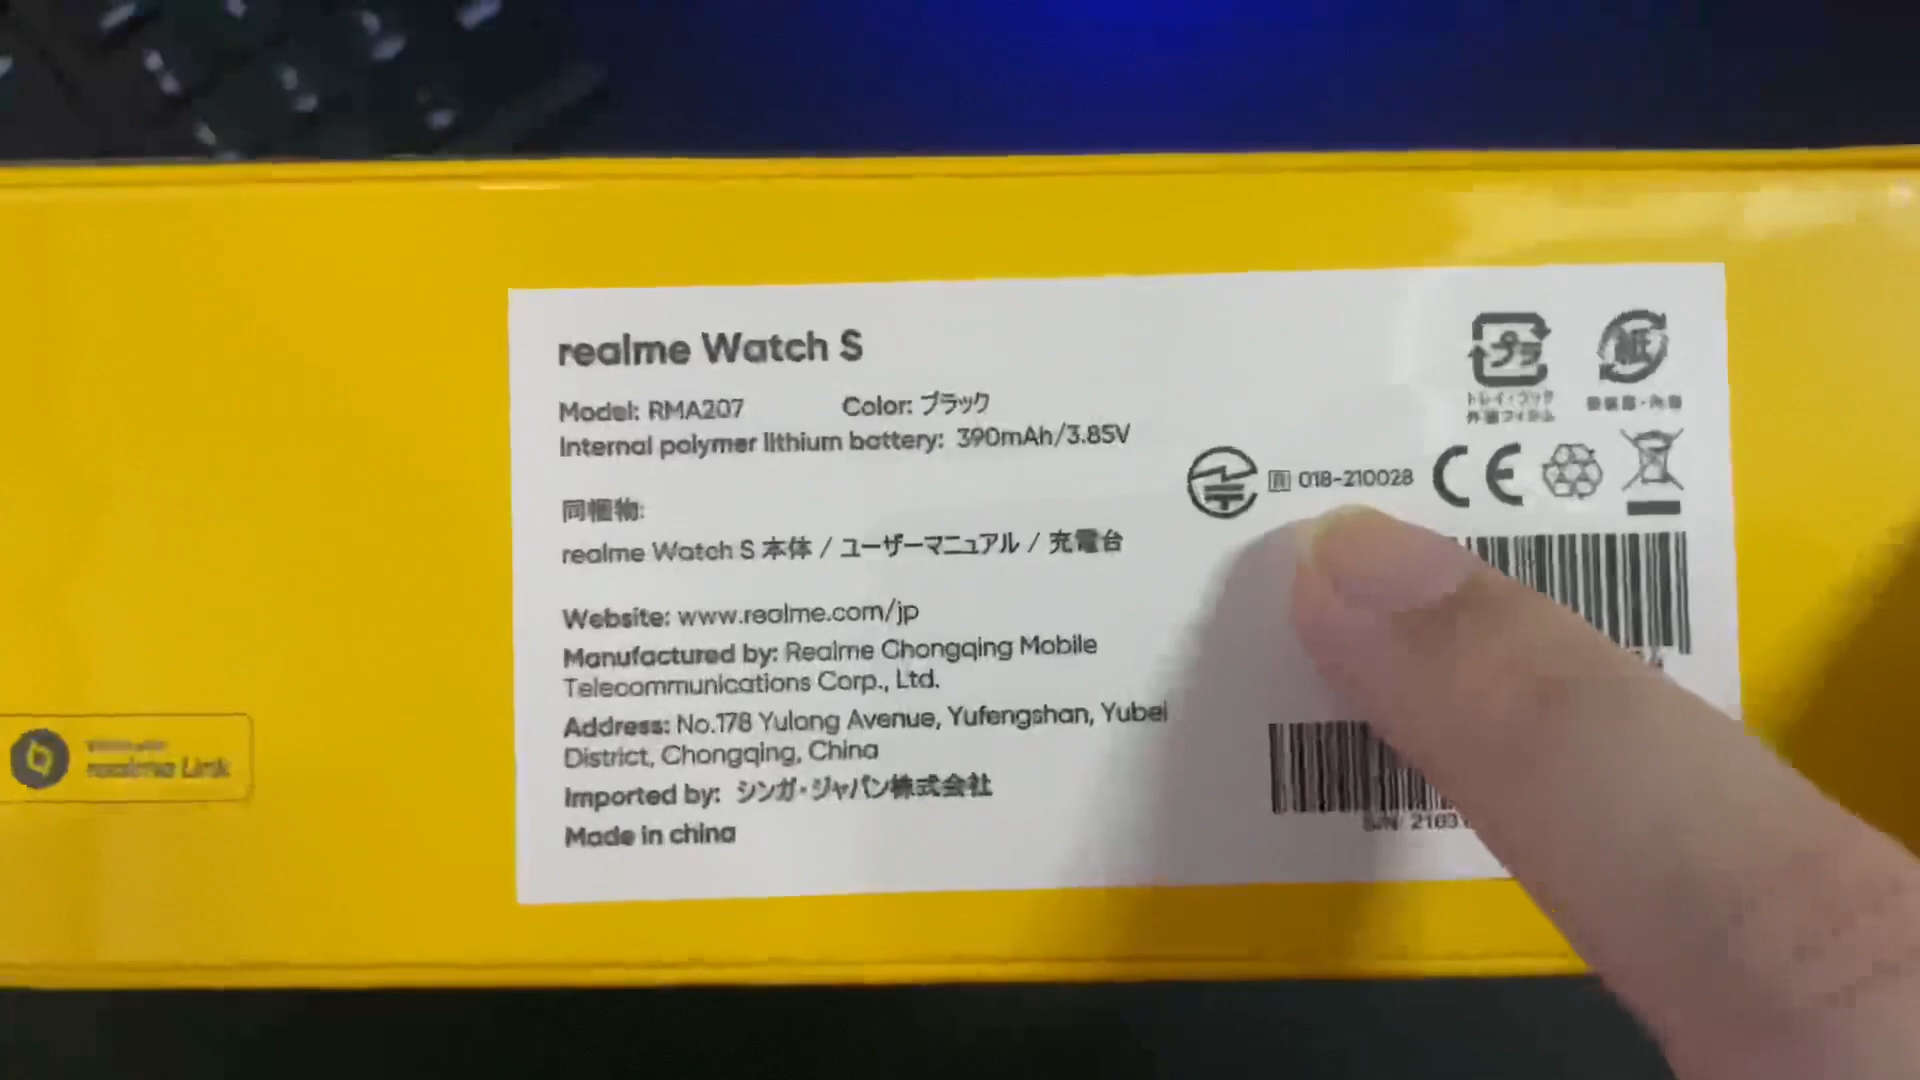 realme Watch S
Model: RMA207 Color: ブラック
Internal polymer lithium battery: 390mAh/3.85V
同梱物:
realme Watch S 本体 / ユーザーマニュアル / 充電台
Website: www.realme.com/jp
Manufactured by: Realme Chongqing Mobile
Telecommunications Corp., Ltd.
Address: No.178 Yulong Avenue, Yufengshan, Yubei
District, Chongqing, China
Imported by: シンガ・ジャパン株式会社
Made in china
プラ
紙
018-210028
CE
S/N 2103
realme Link